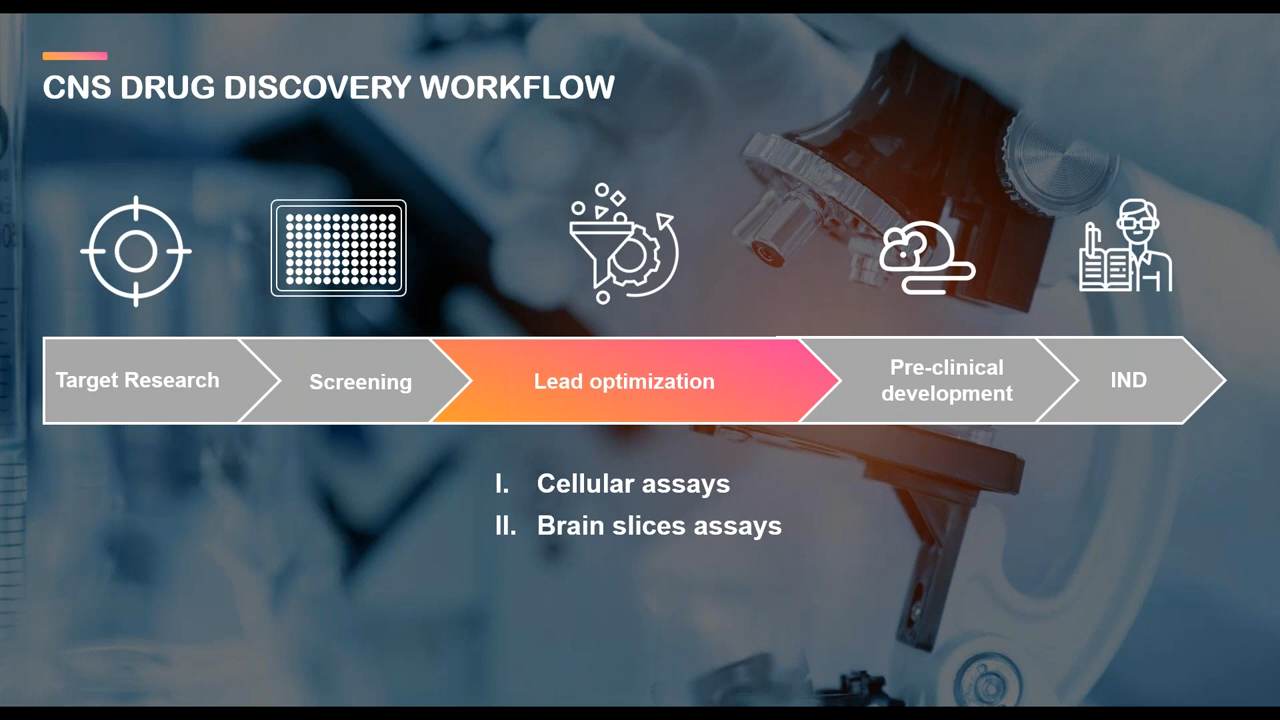 CNS DRUG DISCOVERY WORKFLOW
Target Research
Screening
Lead optimization
Pre-clinical
development
IND
I. Cellular assays
II. Brain slices assays